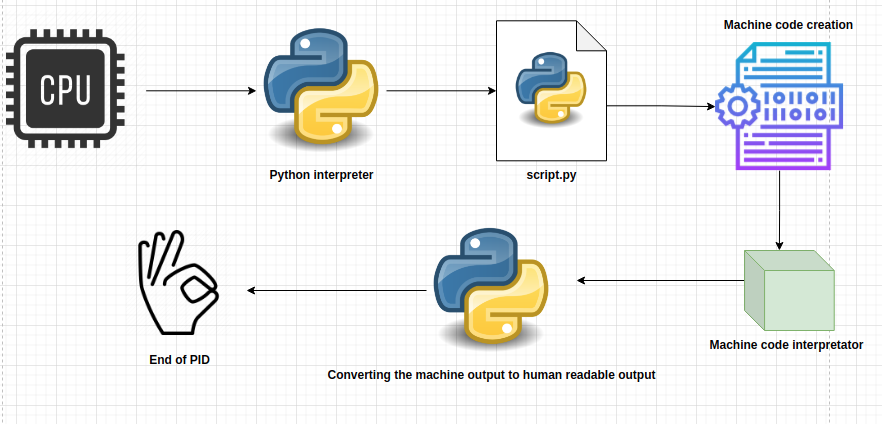 Machine code creation
CPU
Python interpreter
script.py
Machine code interpretator
End of PID
Converting the machine output to human readable output